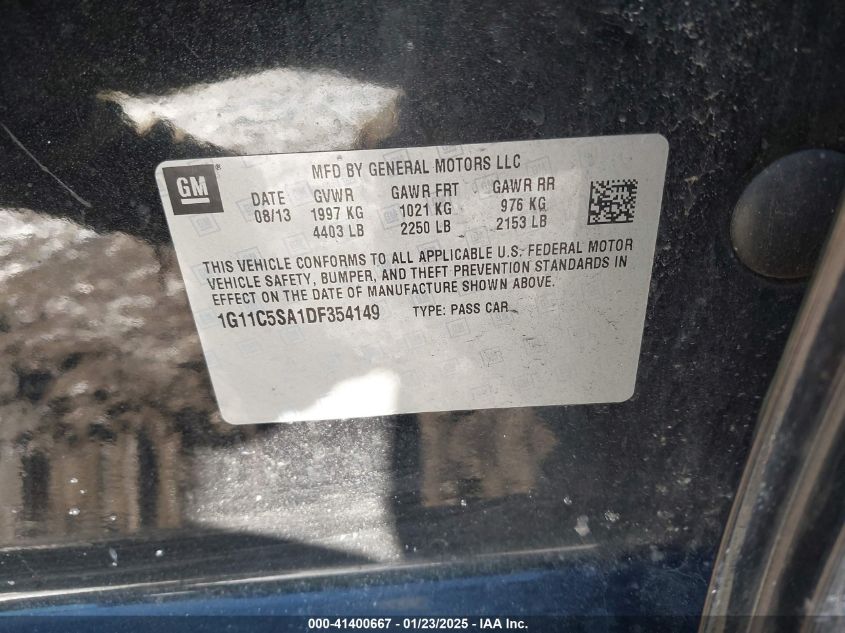 GM®
MFD BY GENERAL MOTORS LLC
DATE GVWR GAWR FRT GAWR RR
08/13 1997 KG 1021 KG 976 KG
4403 LB 2250 LB 2153 LB
THIS VEHICLE CONFORMS TO ALL APPLICABLE U.S. FEDERAL MOTOR
VEHICLE SAFETY, BUMPER, AND THEFT PREVENTION STANDARDS IN
EFFECT ON THE DATE OF MANUFACTURE SHOWN ABOVE.
1G11C5SA1DF354149 TYPE: PASS CAR
000-41400667 — 01/23/2025 — IAA Inc.